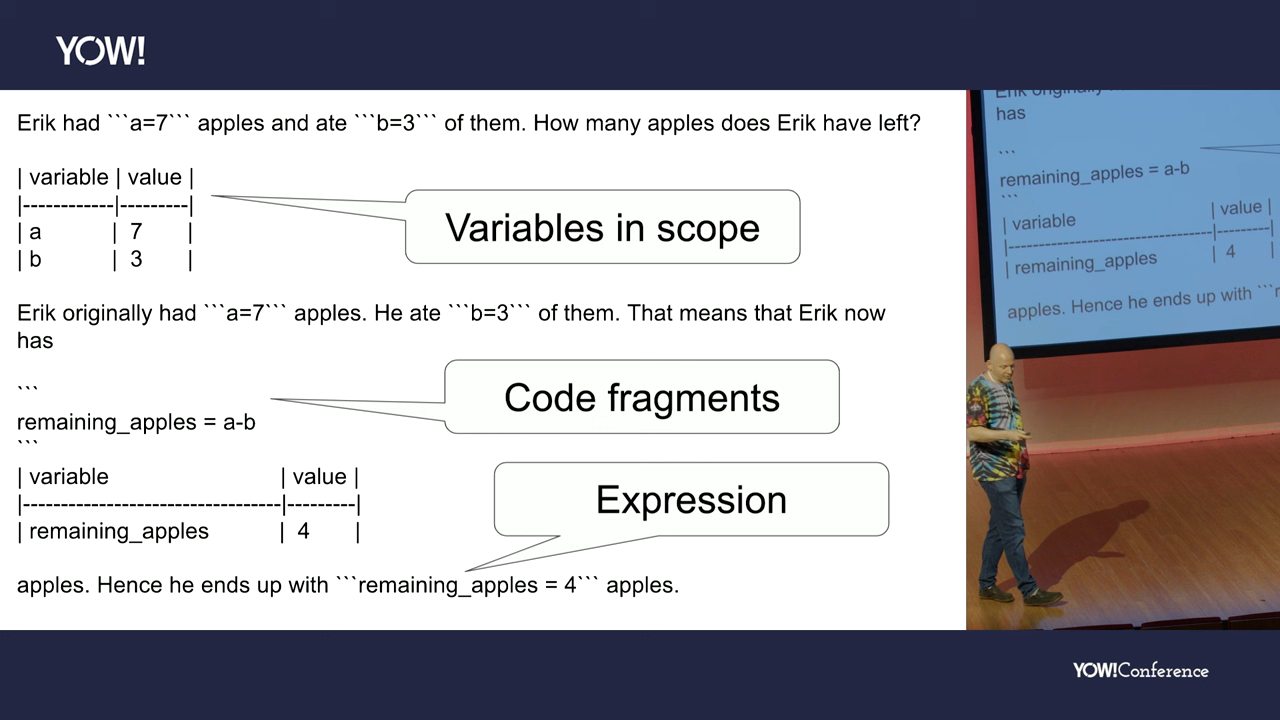 YOW!
Erik had ```a=7``` apples and ate ```b=3``` of them. How many apples does Erik have left?
| variable | value |
|------------|---------|
| a | 7 |
| b | 3 |
Variables in scope
Erik originally had ```a=7``` apples. He ate ```b=3``` of them. That means that Erik now
has
```
remaining_apples = a-b
```
Code fragments
| variable | value |
|---------------------------------|---------|
| remaining_apples | 4 |
Expression
apples. Hence he ends up with ```remaining_apples = 4``` apples.
Erik originally
has
```
remaining_apples = a-b
```
| variable | value |
|---------------------------------|--------|
| remaining_apples | 4 |
apples. Hence he ends up with ```r
YOW!Conference